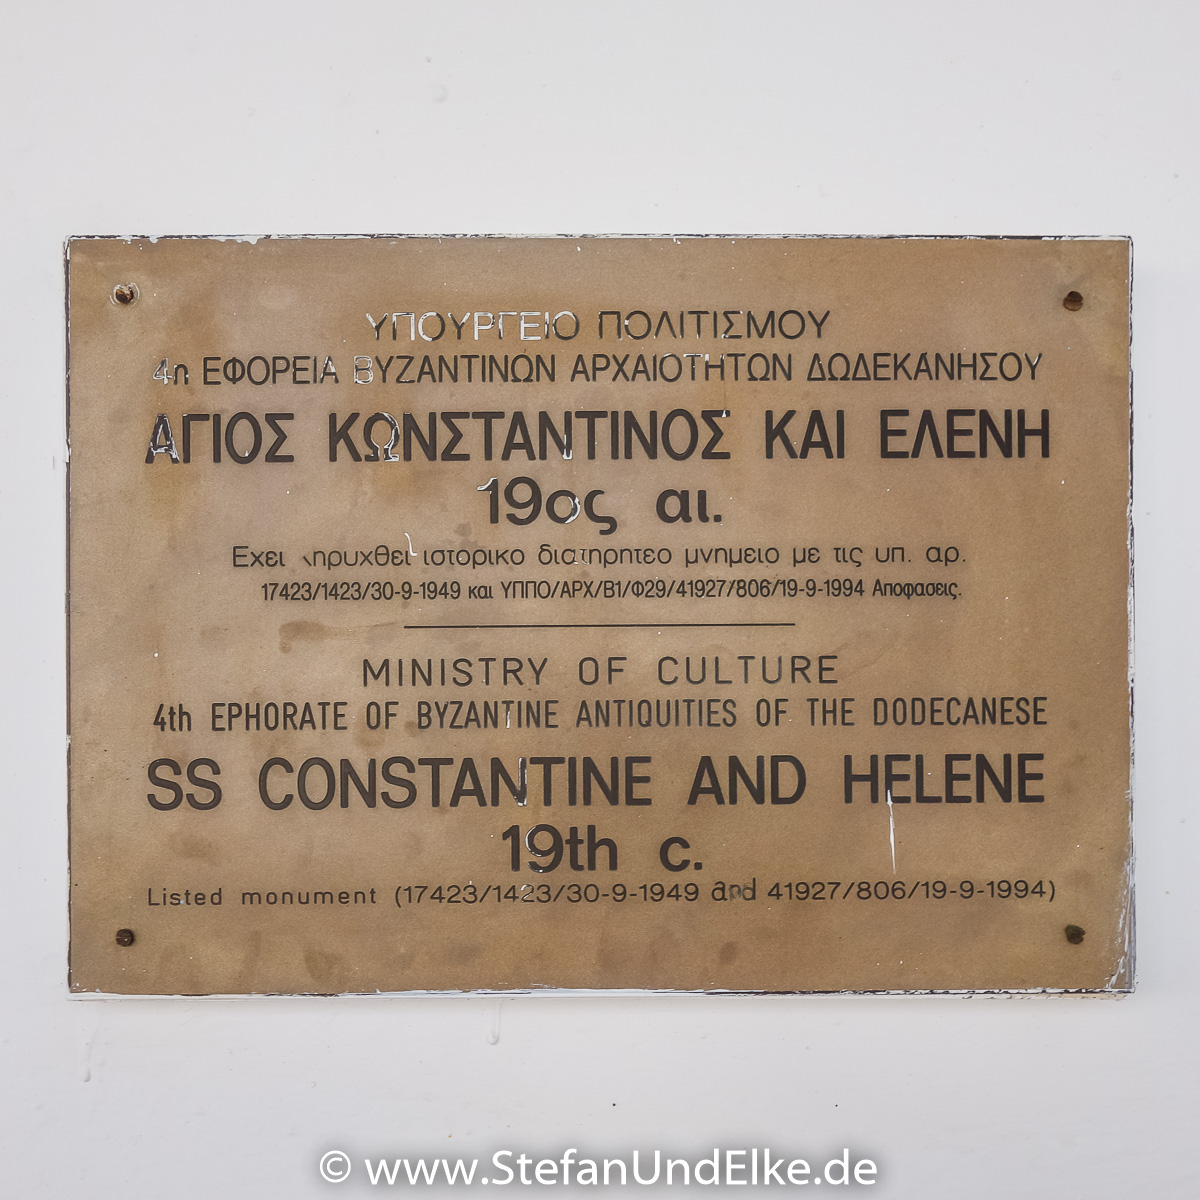 ΥΠΟΥΡΓΕΙΟ ΠΟΛΙΤΙΣΜΟΥ
4η ΕΦΟΡΕΙΑ ΒΥΖΑΝΤΙΝΩΝ ΑΡΧΑΙΟΤΗΤΩΝ ΔΩΔΕΚΑΝΗΣΟΥ
ΑΓΙΟΣ ΚΩΝΣΤΑΝΤΙΝΟΣ ΚΑΙ ΕΛΕΝΗ
19ος αι.
Εχει κηρυχθεί ιστορικο διατηρητεο μνημειο με τις υπ. αρ.
17423/1423/30-9-1949 και ΥΠΠΟ/ΑΡΧ/Β1/Φ29/41927/806/19-9-1994 Αποφασεις.
MINISTRY OF CULTURE
4th EPHORATE OF BYZANTINE ANTIQUITIES OF THE DODECANESE
SS CONSTANTINE AND HELENE
19th c.
Listed monument (17423/1423/30-9-1949 and 41927/806/19-9-1994)
© www.StefanUndElke.de